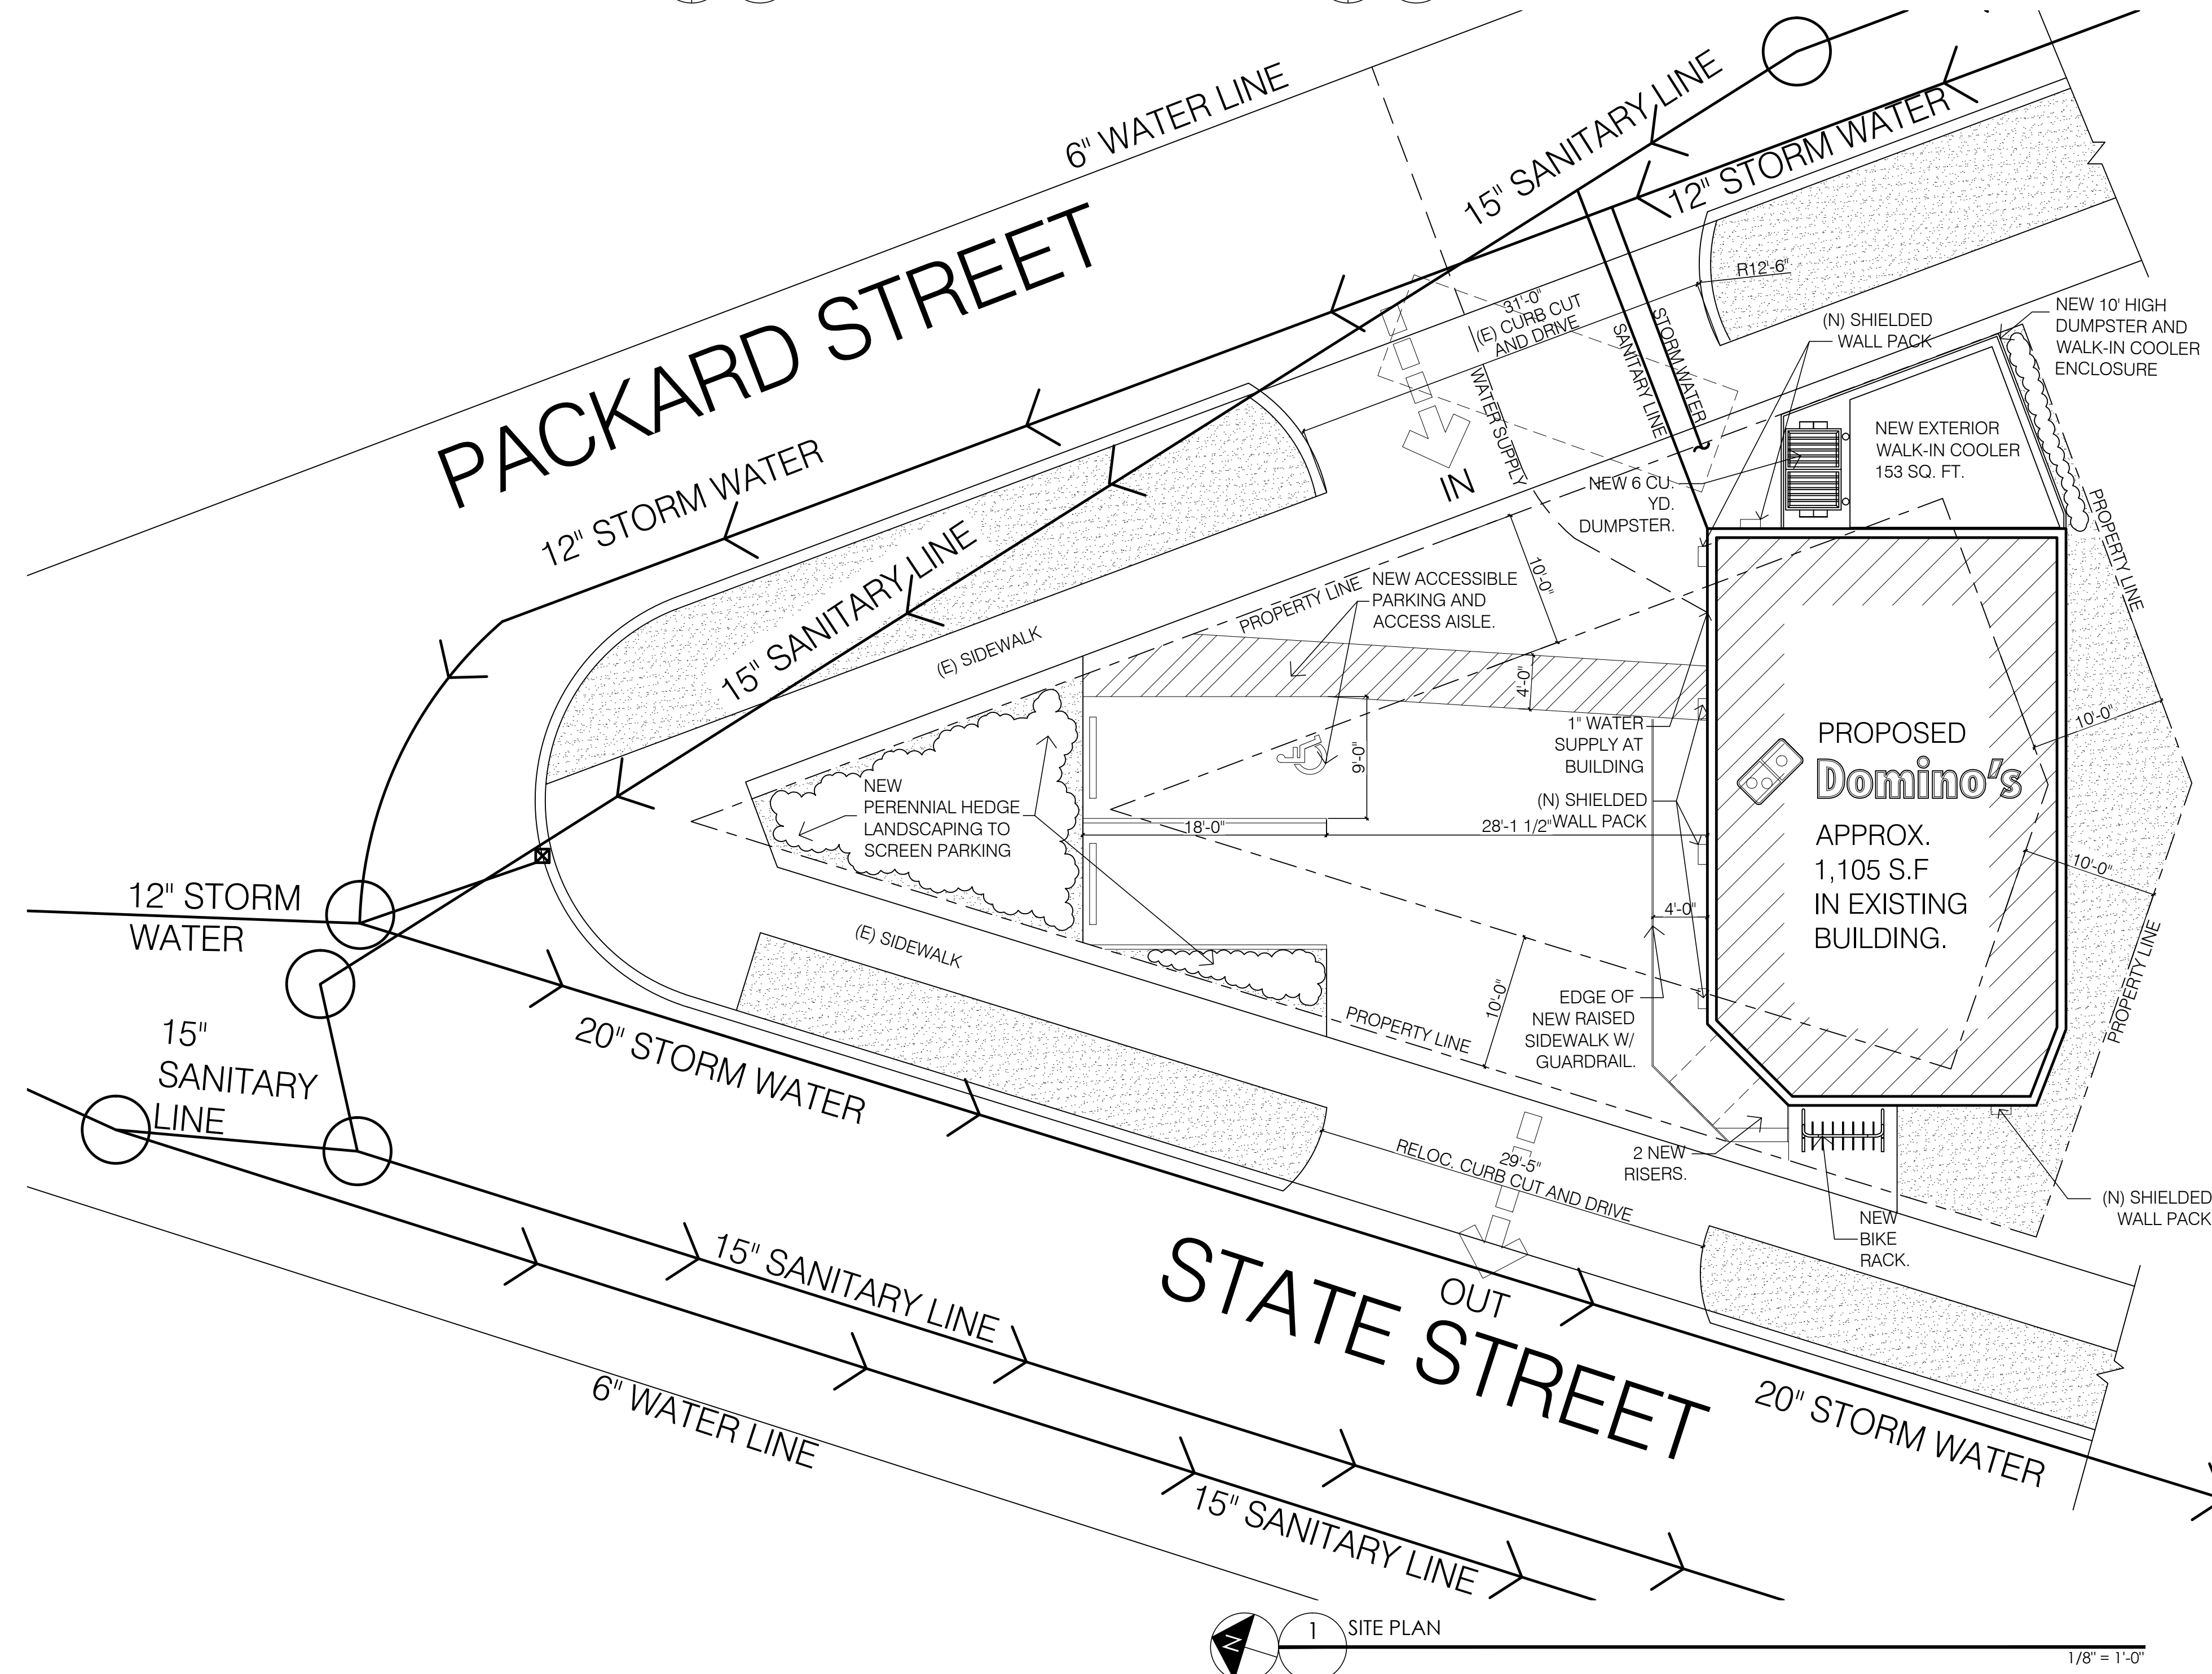 6" WATER LINE
15" SANITARY LINE
12" STORM WATER
PACKARD STREET
R12'-6"
31'-0"
(E) CURB CUT
AND DRIVE
SANITARY LINE
STORM WATER
(N) SHIELDED
WALL PACK
NEW 10' HIGH
DUMPSTER AND
WALK-IN COOLER
ENCLOSURE
12" STORM WATER
WATER SUPPLY
IN
NEW EXTERIOR
WALK-IN COOLER
153 SQ. FT.
NEW 6 CU.
YD.
DUMPSTER.
PROPERTY LINE
15" SANITARY LINE
(E) SIDEWALK
PROPERTY LINE
NEW ACCESSIBLE
PARKING AND
ACCESS AISLE.
10'-0"
4'-0"
9'-0"
1" WATER
SUPPLY AT
BUILDING
(N) SHIELDED
WALL PACK
PROPOSED
Domino's
APPROX.
1,105 S.F
IN EXISTING
BUILDING.
10'-0"
10'-0"
PROPERTY LINE
NEW
PERENNIAL HEDGE
LANDSCAPING TO
SCREEN PARKING
18'-0"
28'-1 1/2"
4'-0"
12" STORM
WATER
(E) SIDEWALK
10'-0"
PROPERTY LINE
EDGE OF
NEW RAISED
SIDEWALK W/
GUARDRAIL.
15"
SANITARY
LINE
20" STORM WATER
RELOC. CURB CUT AND DRIVE
29'-5"
2 NEW
RISERS.
NEW
BIKE
RACK.
(N) SHIELDED
WALL PACK
OUT
STATE STREET
15" SANITARY LINE
6" WATER LINE
20" STORM WATER
15" SANITARY LINE
N
1
SITE PLAN
1/8" = 1'-0"